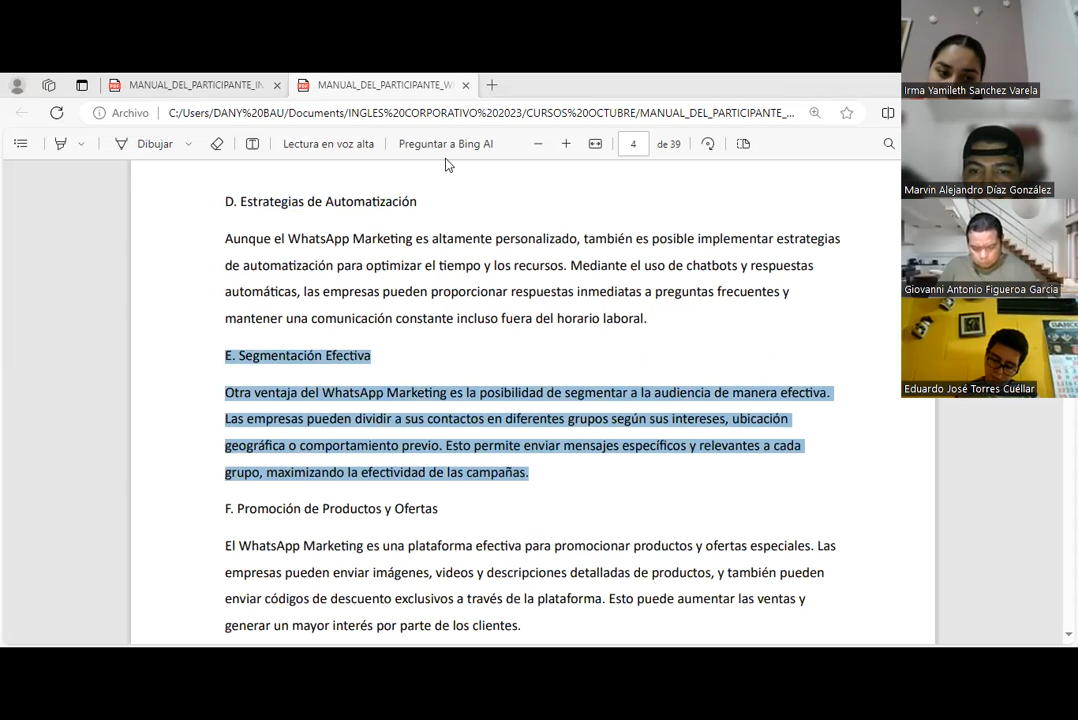 MANUAL_DEL_PARTICIPANTE_IN
MANUAL_DEL_PARTICIPANTE_W
Archivo
C:/Users/DANY%20BAU/Documents/INGLES%20CORPORATIVO%202023/CURSOS%20OCTUBRE/MANUAL_DEL_PARTICIPANTE_...
Dibujar
Lectura en voz alta
Preguntar a Bing AI
4
de 39
D. Estrategias de Automatización
Aunque el WhatsApp Marketing es altamente personalizado, también es posible implementar estrategias
de automatización para optimizar el tiempo y los recursos. Mediante el uso de chatbots y respuestas
automáticas, las empresas pueden proporcionar respuestas inmediatas a preguntas frecuentes y
mantener una comunicación constante incluso fuera del horario laboral.
E. Segmentación Efectiva
Otra ventaja del WhatsApp Marketing es la posibilidad de segmentar a la audiencia de manera efectiva.
Las empresas pueden dividir a sus contactos en diferentes grupos según sus intereses, ubicación
geográfica o comportamiento previo. Esto permite enviar mensajes específicos y relevantes a cada
grupo, maximizando la efectividad de las campañas.
F. Promoción de Productos y Ofertas
El WhatsApp Marketing es una plataforma efectiva para promocionar productos y ofertas especiales. Las
empresas pueden enviar imágenes, videos y descripciones detalladas de productos, y también pueden
enviar códigos de descuento exclusivos a través de la plataforma. Esto puede aumentar las ventas y
generar un mayor interés por parte de los clientes.
Irma Yamileth Sanchez Varela
Marvin Alejandro Díaz González
Giovanni Antonio Figueroa Garcia
Eduardo José Torres Cuéllar